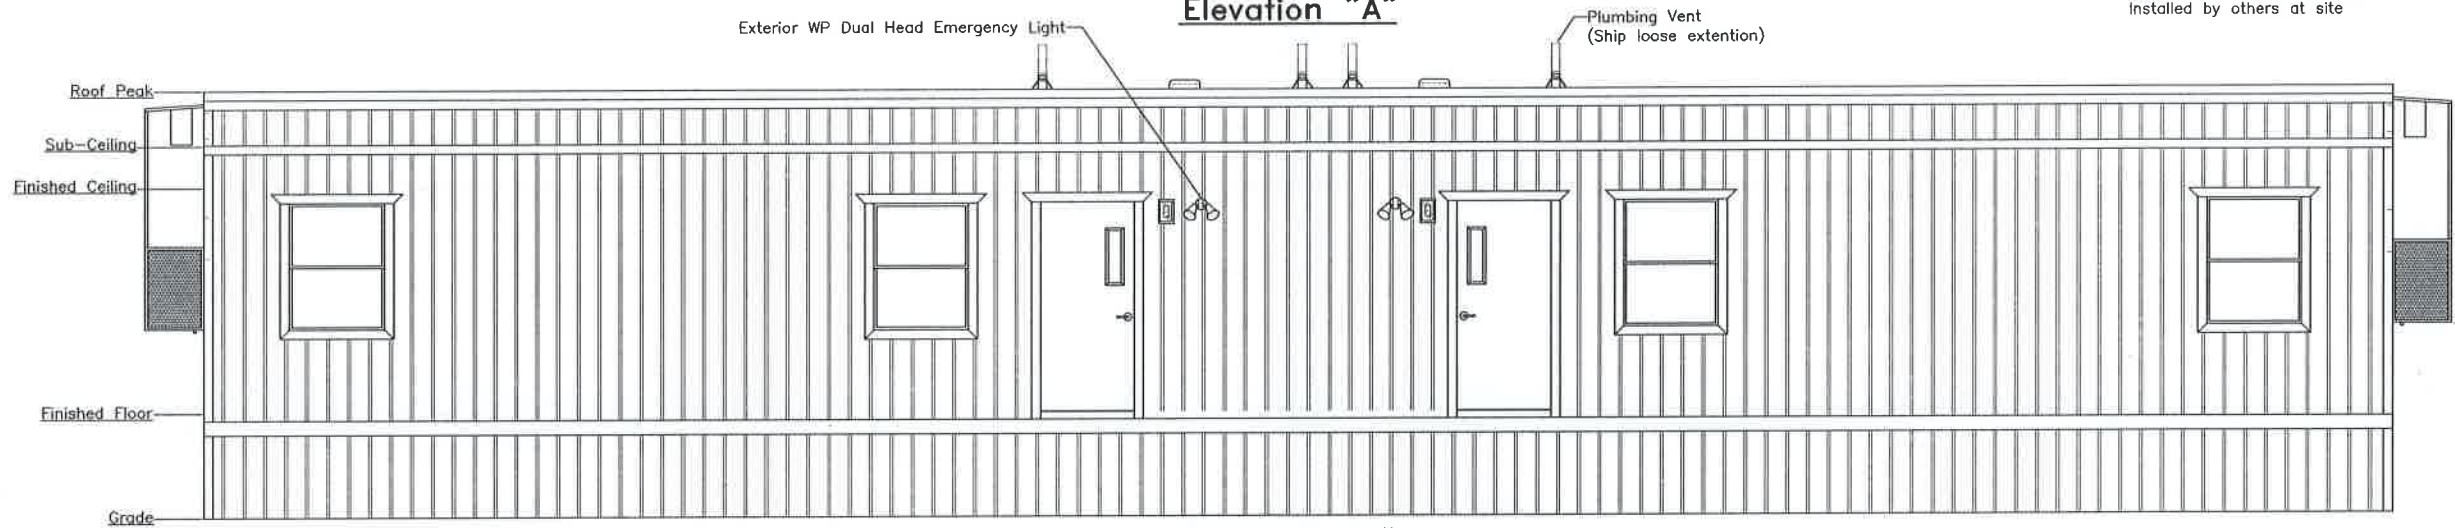 Elevation "A"
Installed by others at site
Exterior WP Dual Head Emergency Light
Plumbing Vent
(Ship loose extention)
Roof Peak
Sub-Ceiling
Finished Ceiling
Finished Floor
Grade